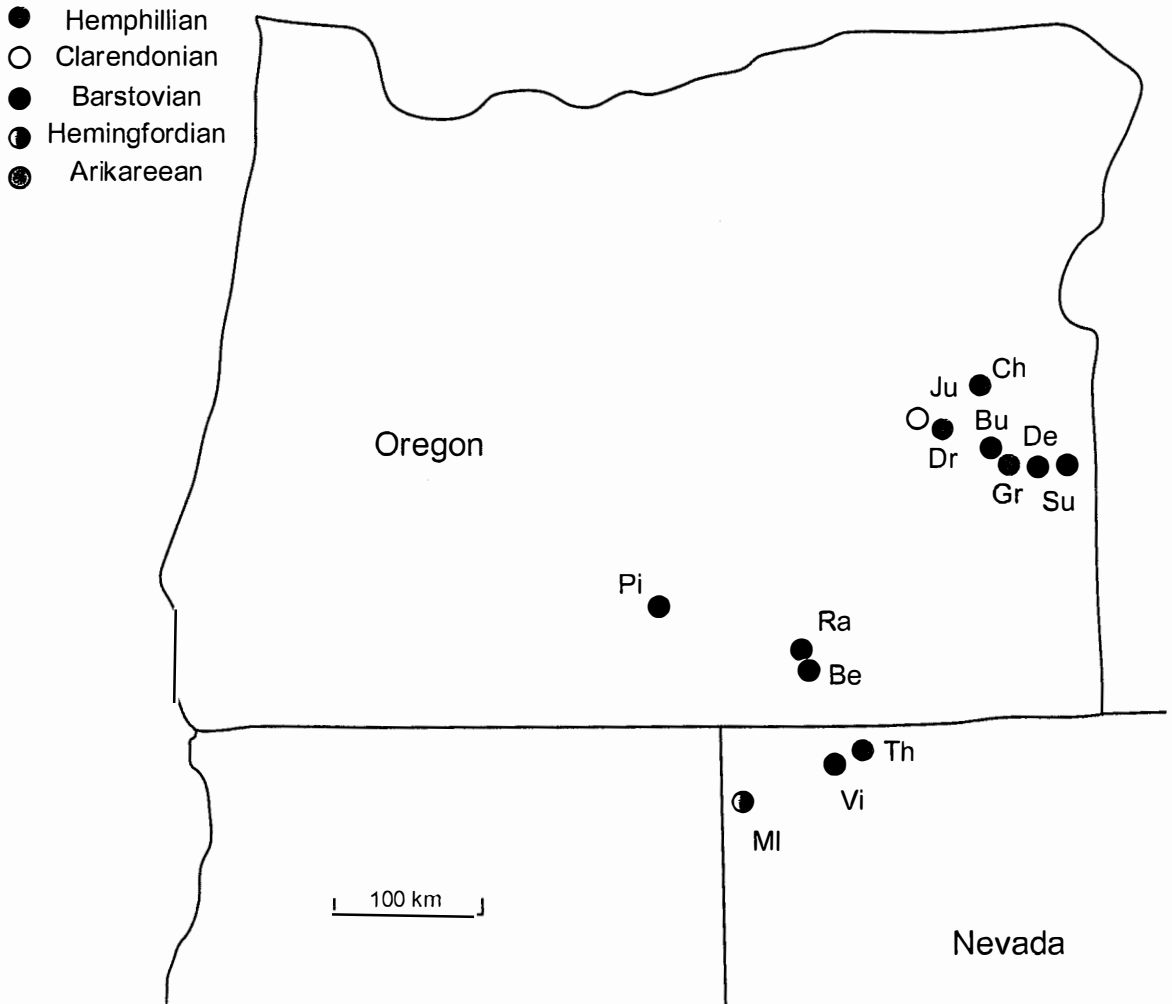 Hemphillian
Clarendonian
Barstovian
Hemingfordian
Arikareean
Ch
Ju
Bu
De
Oregon
Dr
Gr
Su
Pi
Ra
Be
Th
Vi
Ml
100 km
Nevada